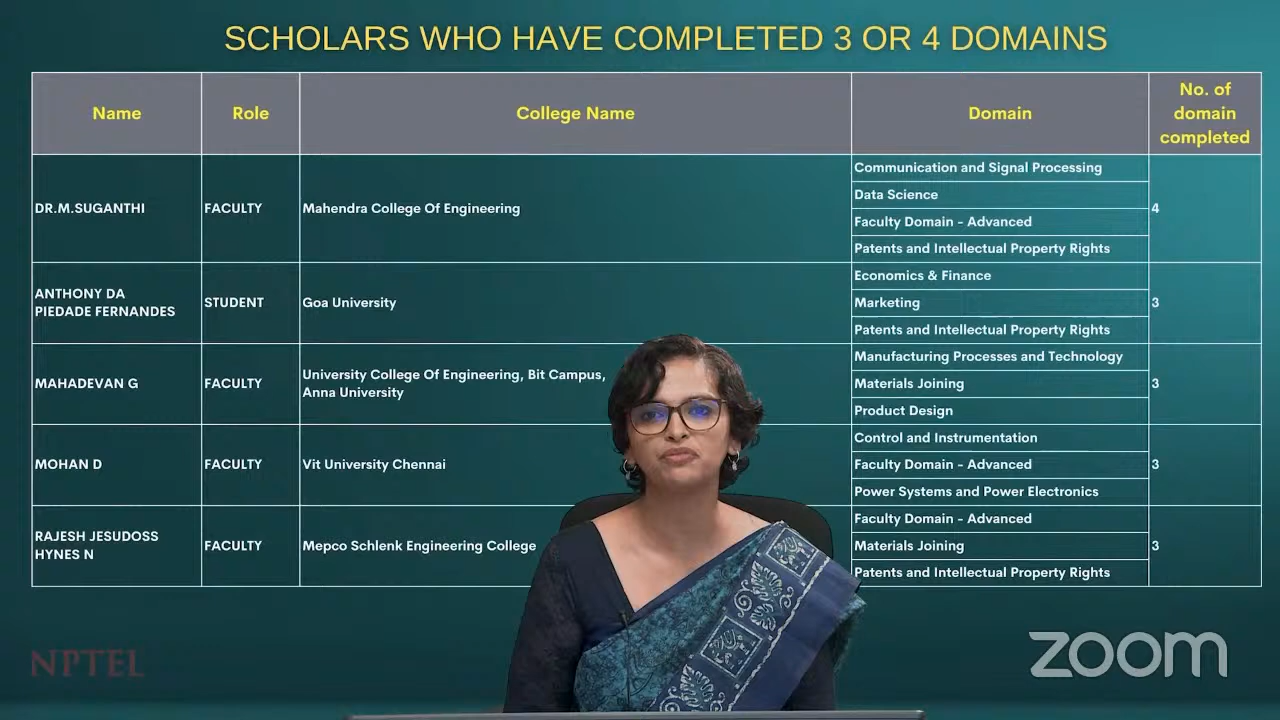 SCHOLARS WHO HAVE COMPLETED 3 OR 4 DOMAINS
Name
Role
College Name
Domain
No. of
domain
completed
DR.M.SUGANTHI
FACULTY
Mahendra College Of Engineering
Communication and Signal Processing
Data Science
Faculty Domain - Advanced
Patents and Intellectual Property Rights
4
ANTHONY DA
PIEDADE FERNANDES
STUDENT
Goa University
Economics & Finance
Marketing
Patents and Intellectual Property Rights
3
MAHADEVAN G
FACULTY
University College Of Engineering, Bit Campus,
Anna University
Manufacturing Processes and Technology
Materials Joining
Product Design
3
MOHAN D
FACULTY
Vit University Chennai
Control and Instrumentation
Faculty Domain - Advanced
Power Systems and Power Electronics
3
RAJESH JESUDOSS
HYNES N
FACULTY
Mepco Schlenk Engineering College
Faculty Domain - Advanced
Materials Joining
Patents and Intellectual Property Rights
3
NPTEL
zoom